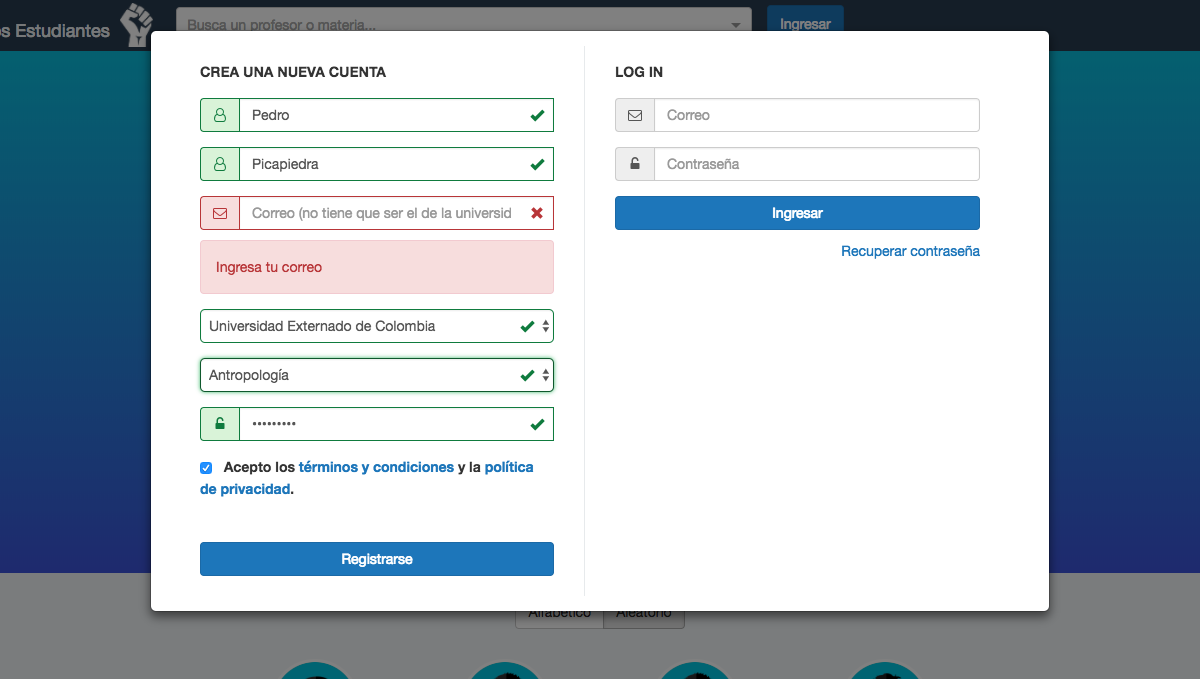 s Estudiantes
Busca un profesor o materia...
Ingresar
CREA UNA NUEVA CUENTA
Pedro
Picapiedra
Correo (no tiene que ser el de la universid
Ingresa tu correo
Universidad Externado de Colombia
Antropología
•••••••••
Acepto los términos y condiciones y la política
de privacidad.
Registrarse
LOG IN
Correo
Contraseña
Ingresar
Recuperar contraseña
Alfabético
Aleatorio